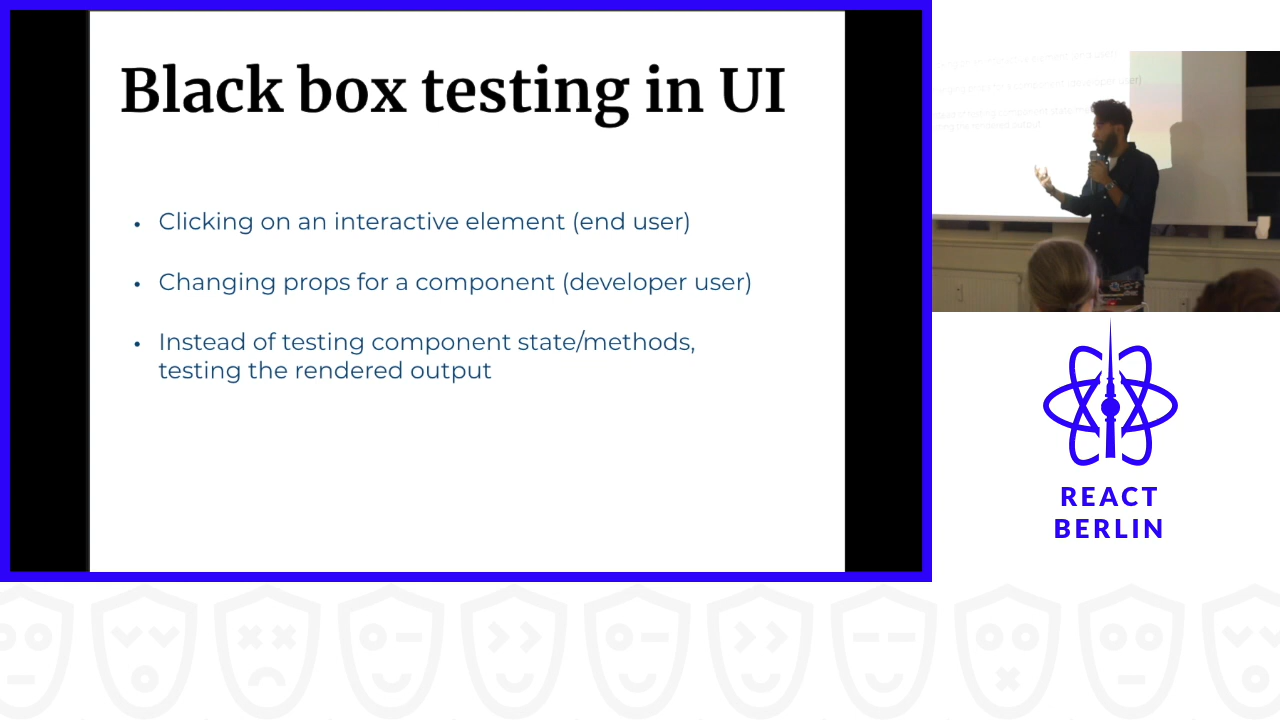 Black box testing in UI
• Clicking on an interactive element (end user)
• Changing props for a component (developer user)
• Instead of testing component state/methods,
testing the rendered output
REACT
BERLIN